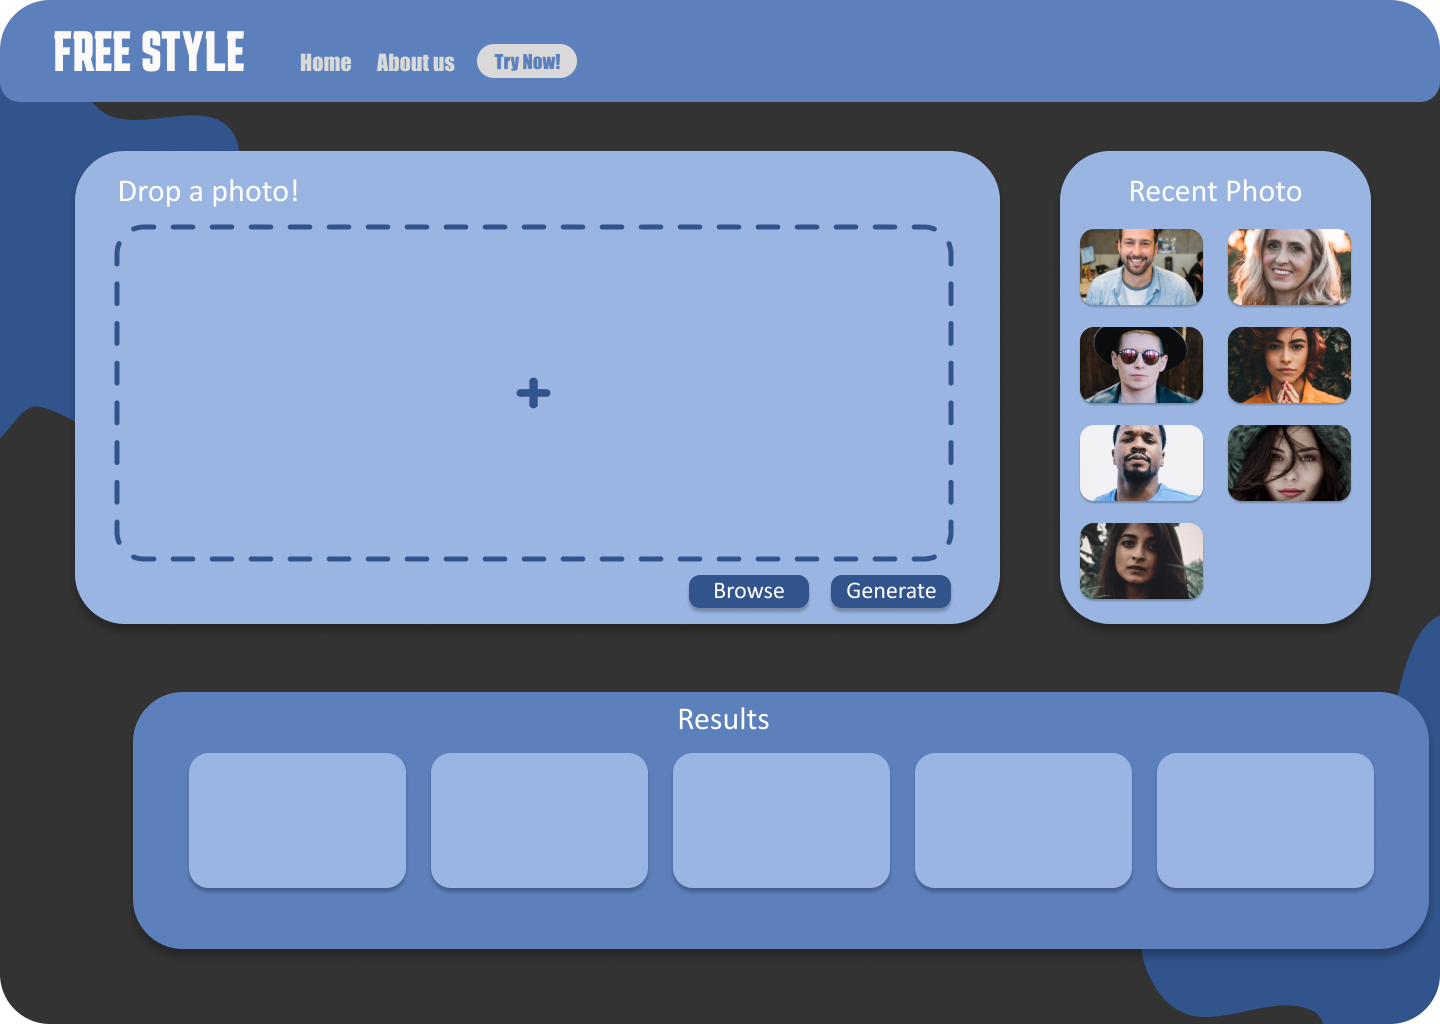 FREE STYLE
Home
About us
Try Now!
Drop a photo!
Browse
Generate
Recent Photo
Results